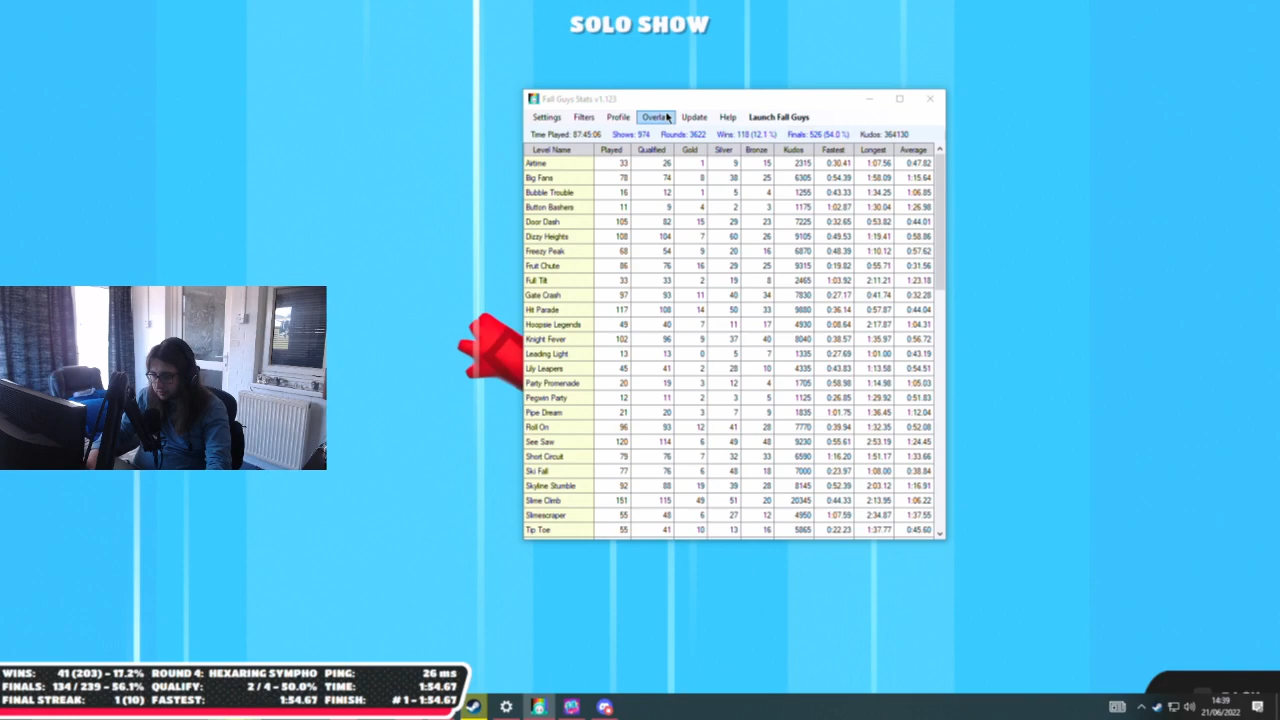 SOLO SHOW
Fall Guys Stats v1.123
Settings Filters Profile Overla Update Help Launch Fall Guys
Time Played: 87:45:06 Shows: 974 Rounds: 3622 Wins: 118 (12.1 %) Finals: 526 (54.0 %) Kudos: 364130
Level Name Played Qualified Gold Silver Bronze Kudos Fastest Longest Average
Airtime 33 26 1 9 15 2315 0:30.41 1:07.56 0:47.82
Big Fans 78 74 8 38 25 6305 0:54.39 1:58.09 1:15.64
Bubble Trouble 16 12 1 5 4 1255 0:43.33 1:34.25 1:06.85
Button Bashers 11 9 4 2 3 1175 1:02.87 1:30.04 1:26.98
Door Dash 105 82 15 29 23 7225 0:32.65 0:53.82 0:44.01
Dizzy Heights 108 104 7 60 26 9105 0:49.53 1:19.41 0:58.86
Freezy Peak 68 54 9 20 16 6870 0:48.39 1:10.12 0:57.62
Fruit Chute 86 76 16 29 25 9315 0:19.82 0:55.71 0:31.56
Full Tilt 33 33 2 19 8 2465 1:03.92 2:11.21 1:23.18
Gate Crash 97 93 11 40 34 7830 0:27.17 0:41.74 0:32.28
Hit Parade 117 108 14 50 33 9880 0:36.14 0:57.87 0:44.04
Hoopsie Legends 49 40 7 11 17 4930 0:08.64 2:17.87 1:04.31
Knight Fever 102 96 9 37 40 8040 0:38.57 1:35.97 0:56.72
Leading Light 13 13 0 5 7 1335 0:27.69 1:01.00 0:43.19
Lily Leapers 45 41 2 28 10 4335 0:43.83 1:13.58 0:54.51
Party Promenade 20 19 3 12 4 1705 0:58.98 1:14.98 1:05.03
Pegwin Party 12 11 2 3 5 1125 0:26.85 1:29.92 0:51.83
Pipe Dream 21 20 3 7 9 1835 1:01.75 1:36.45 1:12.04
Roll On 96 93 12 41 28 7770 0:39.94 1:32.35 0:52.08
See Saw 120 114 6 49 48 9230 0:55.61 2:53.19 1:24.45
Short Circuit 79 76 7 32 33 6590 1:16.20 1:51.17 1:33.66
Ski Fall 77 76 6 48 18 7000 0:23.97 1:08.00 0:38.84
Skyline Stumble 92 88 19 39 28 8145 0:52.39 2:03.12 1:16.91
Slime Climb 151 115 49 51 20 20345 0:44.33 2:13.95 1:06.22
Slimescraper 55 48 6 27 12 4950 1:07.59 2:34.87 1:37.55
Tip Toe 55 41 10 13 16 5865 0:22.23 1:37.77 0:45.60
WINS: 41 (203) - 17.2% ROUND 4: HEXARING SYMPHO PING: 26 ms
FINALS: 134 / 239 - 56.1% QUALIFY: 2 / 4 - 50.0% TIME: 1:54.67
FINAL STREAK: 1 (10) FASTEST: 1:54.67 FINISH: # 1 - 1:54.67
14:39
21/06/2022